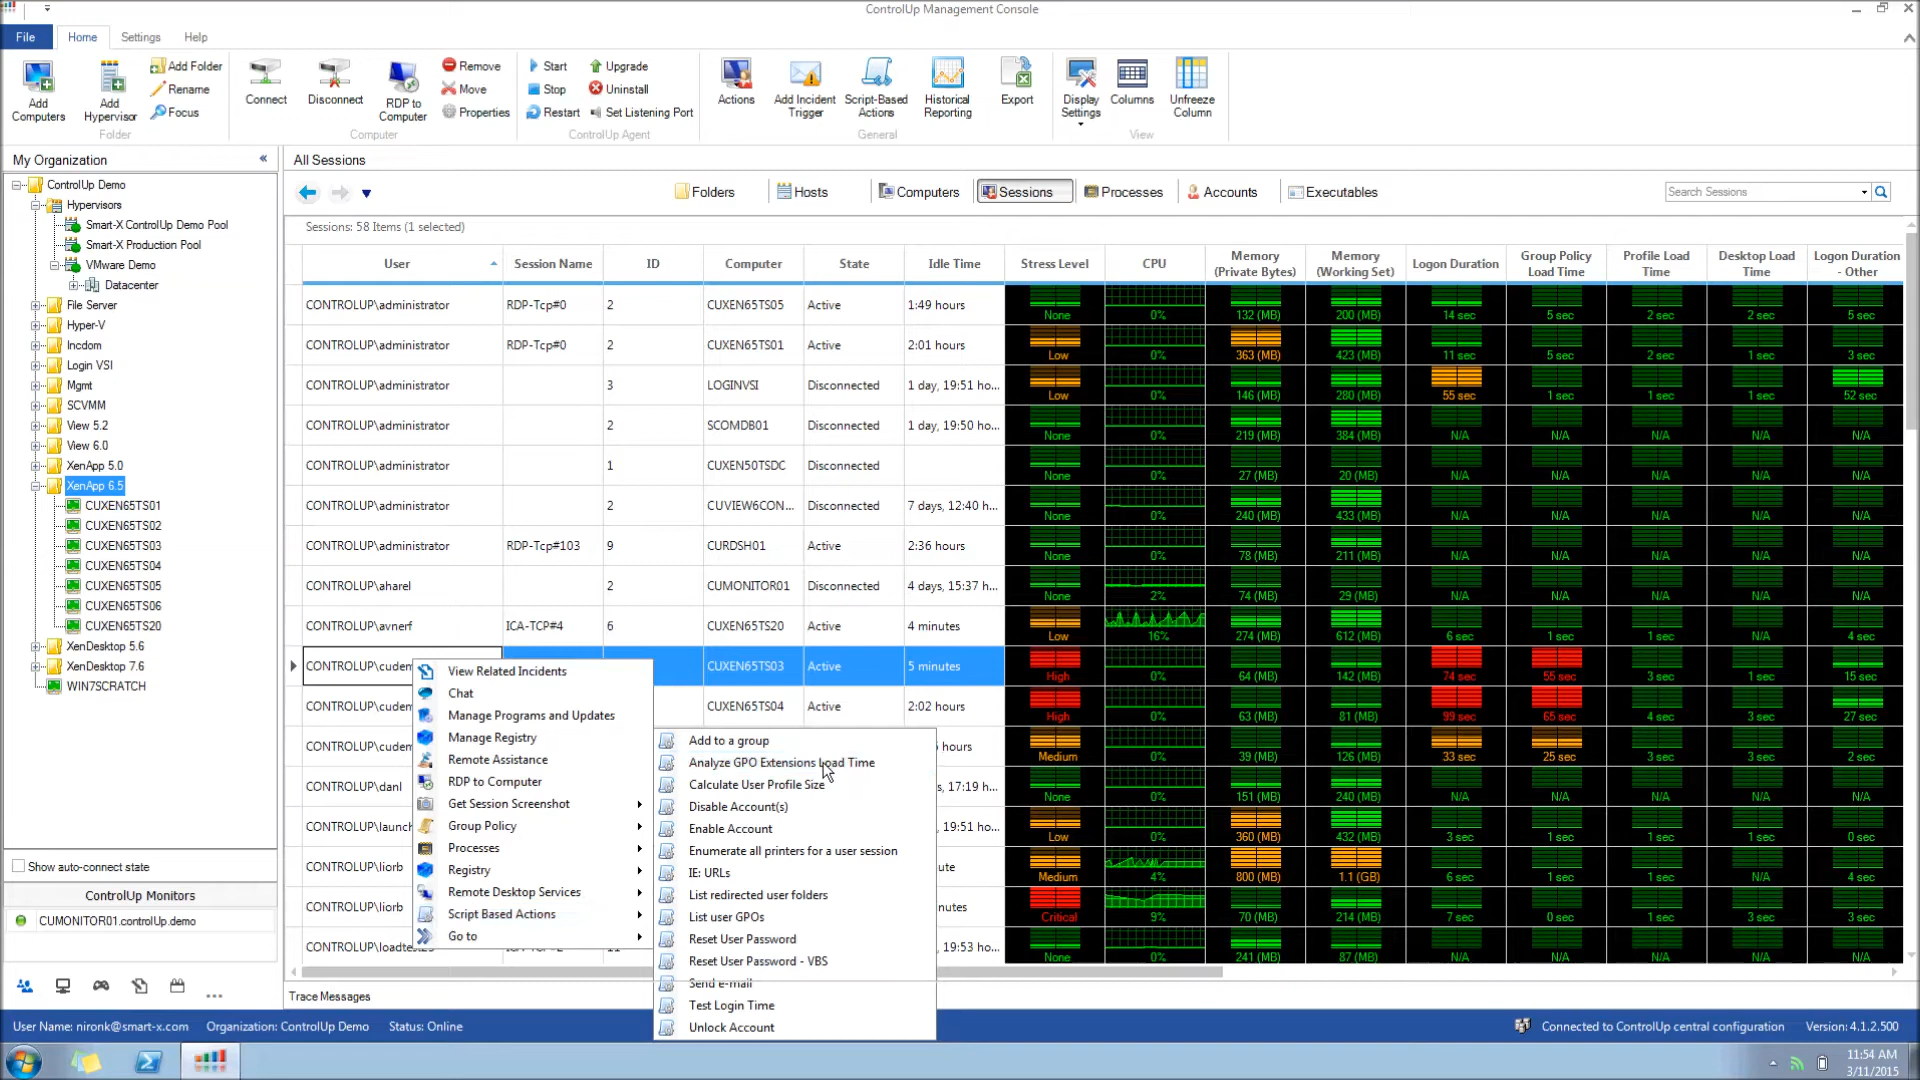 ControlUp Management Console
File Home Settings Help
Add Computers
Add Hypervisor
Add Folder
Rename
Focus
Folder
Connect
Disconnect
RDP to Computer
Remove
Move
Properties
Computer
Start
Stop
Restart
Upgrade
Uninstall
Set Listening Port
ControlUp Agent
Actions
Add Incident Trigger
Script-Based Actions
Historical Reporting
Export
General
Display Settings
Columns
Unfreeze Column
View
My Organization
ControlUp Demo
Hypervisors
Smart-X ControlUp Demo Pool
Smart-X Production Pool
VMware Demo
Datacenter
File Server
Hyper-V
Incdom
Login VSI
Mgmt
SCVMM
View 5.2
View 6.0
XenApp 5.0
XenApp 6.5
CUXEN65TS01
CUXEN65TS02
CUXEN65TS03
CUXEN65TS04
CUXEN65TS05
CUXEN65TS06
CUXEN65TS20
XenDesktop 5.6
XenDesktop 7.6
WIN7SCRATCH
Show auto-connect state
ControlUp Monitors
CUMONITOR01.controlUp.demo
All Sessions
Folders Hosts Computers Sessions Processes Accounts Executables
Search Sessions
Sessions: 58 Items (1 selected)
User Session Name ID Computer State Idle Time Stress Level CPU Memory (Private Bytes) Memory (Working Set) Logon Duration Group Policy Load Time Profile Load Time Desktop Load Time Logon Duration - Other
CONTROLUP\administrator RDP-Tcp#0 2 CUXEN65TS05 Active 1:49 hours None 0% 132 (MB) 200 (MB) 14 sec 5 sec 2 sec 2 sec 5 sec
CONTROLUP\administrator RDP-Tcp#0 2 CUXEN65TS01 Active 2:01 hours Low 0% 363 (MB) 423 (MB) 11 sec 5 sec 2 sec 1 sec 3 sec
CONTROLUP\administrator 3 LOGINVSI Disconnected 1 day, 19:51 ho... Low 0% 146 (MB) 280 (MB) 55 sec 1 sec 1 sec 1 sec 52 sec
CONTROLUP\administrator 2 SCOMDB01 Disconnected 1 day, 19:50 ho... None 0% 219 (MB) 384 (MB) N/A N/A N/A N/A N/A
CONTROLUP\administrator 1 CUXEN50TSDC Disconnected None 0% 27 (MB) 20 (MB) N/A N/A N/A N/A N/A
CONTROLUP\administrator 2 CUVIEW6CON... Disconnected 7 days, 12:40 h... None 0% 240 (MB) 433 (MB) N/A N/A N/A N/A N/A
CONTROLUP\administrator RDP-Tcp#103 9 CURDSH01 Active 2:36 hours None 0% 78 (MB) 211 (MB) N/A N/A N/A N/A N/A
CONTROLUP\aharel 2 CUMONITOR01 Disconnected 4 days, 15:37 h... None 2% 74 (MB) 29 (MB) N/A N/A N/A N/A N/A
CONTROLUP\avnerf ICA-TCP#4 6 CUXEN65TS20 Active 4 minutes Low 16% 274 (MB) 612 (MB) 6 sec 1 sec 1 sec N/A 4 sec
CONTROLUP\cuden CUXEN65TS03 Active 5 minutes High 0% 64 (MB) 142 (MB) 74 sec 55 sec 3 sec 1 sec 15 sec
CONTROLUP\cuden CUXEN65TS04 Active 2:02 hours High 0% 63 (MB) 81 (MB) 99 sec 65 sec 4 sec 3 sec 27 sec
CONTROLUP\cuden hours Medium 0% 39 (MB) 126 (MB) 33 sec 25 sec 3 sec 1 sec 4 sec
CONTROLUP\danl s, 17:19 h... None 0% 151 (MB) 240 (MB) N/A N/A N/A N/A N/A
CONTROLUP\launch , 19:51 ho... Low 0% 360 (MB) 432 (MB) 3 sec 1 sec 1 sec 1 sec 0 sec
CONTROLUP\liorb ute Medium 4% 800 (MB) 1.1 (GB) 6 sec 1 sec 1 sec N/A 4 sec
CONTROLUP\liorb nutes Critical 9% 70 (MB) 214 (MB) 7 sec 0 sec 1 sec 3 sec 3 sec
, 19:53 ho... None 0% 241 (MB) 87 (MB) N/A N/A N/A N/A N/A
View Related Incidents
Chat
Manage Programs and Updates
Manage Registry
Remote Assistance
RDP to Computer
Get Session Screenshot
Group Policy
Processes
Registry
Remote Desktop Services
Script Based Actions
Go to
Add to a group
Analyze GPO Extensions Load Time
Calculate User Profile Size
Disable Account(s)
Enable Account
Enumerate all printers for a user session
IE: URLs
List redirected user folders
List user GPOs
Reset User Password
Reset User Password - VBS
Send e-mail
Test Login Time
Unlock Account
Trace Messages
User Name: nironk@smart-x.com Organization: ControlUp Demo Status: Online Connected to ControlUp central configuration Version: 4.1.2.500
11:54 AM
3/11/2015